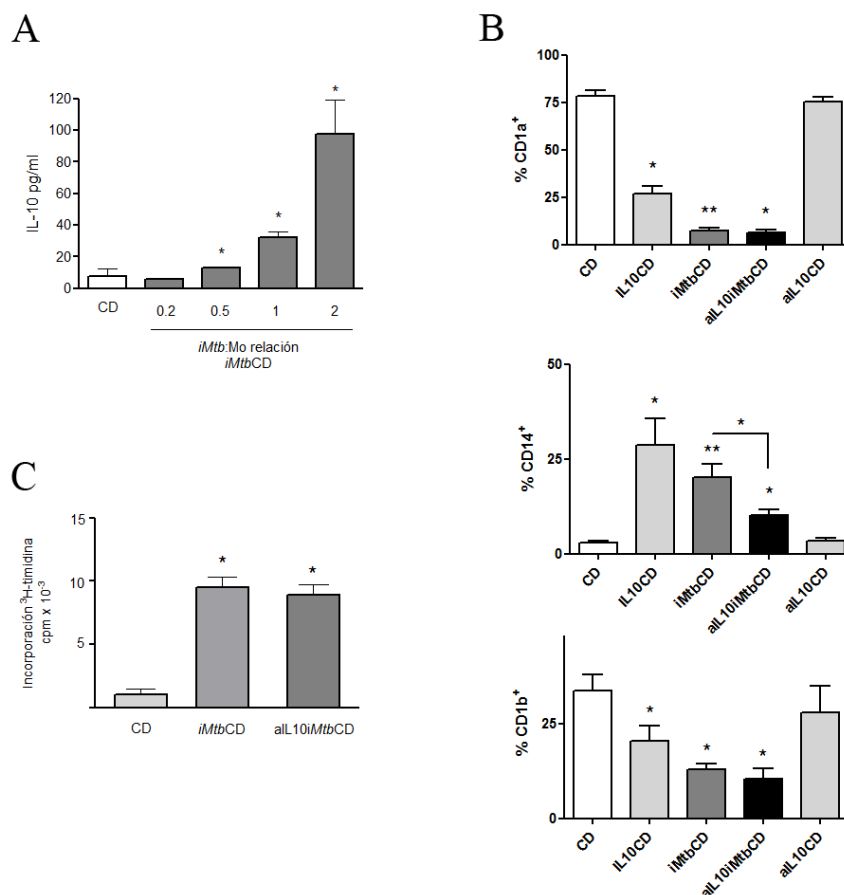 A
IL-10 pg/ml
120
100
80
60
40
20
0
*
*
*
CD
0.2
0.5
1
2
iMtb:Mo relación
iMtbCD
B
% CD1a⁺
75
50
25
0
*
**
*
CD
IL10CD
iMtbCD
aIL10iMtbCD
aIL10CD
% CD14⁺
50
25
0
*
**
*
*
CD
IL10CD
iMtbCD
aIL10iMtbCD
aIL10CD
% CD1b⁺
25
0
*
*
*
CD
IL10CD
iMtbCD
aIL10iMtbCD
aIL10CD
C
Incorporación ³H-timidina
cpm x 10⁻³
15
10
5
*
*
CD
iMtbCD
aIL10iMtbCD